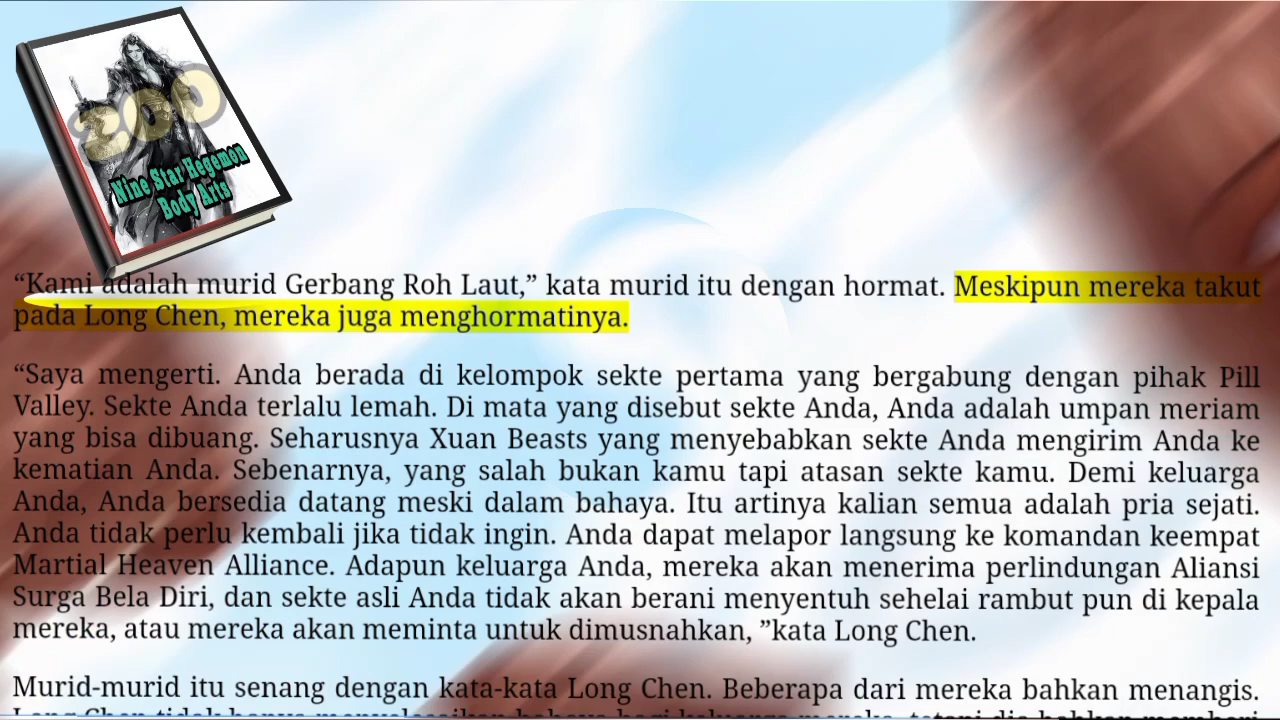 200
Nine Star Hegemon
Body Arts
“Kami adalah murid Gerbang Roh Laut,” kata murid itu dengan hormat. Meskipun mereka takut
pada Long Chen, mereka juga menghormatinya.
“Saya mengerti. Anda berada di kelompok sekte pertama yang bergabung dengan pihak Pill
Valley. Sekte Anda terlalu lemah. Di mata yang disebut sekte Anda, Anda adalah umpan meriam
yang bisa dibuang. Seharusnya Xuan Beasts yang menyebabkan sekte Anda mengirim Anda ke
kematian Anda. Sebenarnya, yang salah bukan kamu tapi atasan sekte kamu. Demi keluarga
Anda, Anda bersedia datang meski dalam bahaya. Itu artinya kalian semua adalah pria sejati.
Anda tidak perlu kembali jika tidak ingin. Anda dapat melapor langsung ke komandan keempat
Martial Heaven Alliance. Adapun keluarga Anda, mereka akan menerima perlindungan Aliansi
Surga Bela Diri, dan sekte asli Anda tidak akan berani menyentuh sehelai rambut pun di kepala
mereka, atau mereka akan meminta untuk dimusnahkan, ”kata Long Chen.
Murid-murid itu senang dengan kata-kata Long Chen. Beberapa dari mereka bahkan menangis.